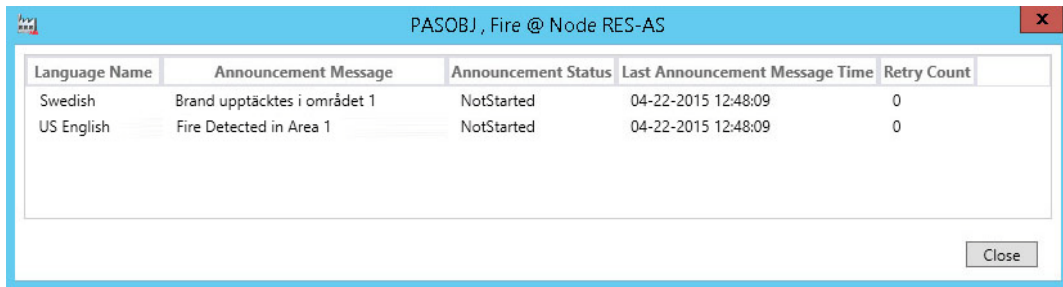 PASOBJ , Fire @ Node RES-AS
x
Language Name Announcement Message Announcement Status Last Announcement Message Time Retry Count
Swedish Brand upptäcktes i området 1 NotStarted 04-22-2015 12:48:09 0
US English Fire Detected in Area 1 NotStarted 04-22-2015 12:48:09 0
Close